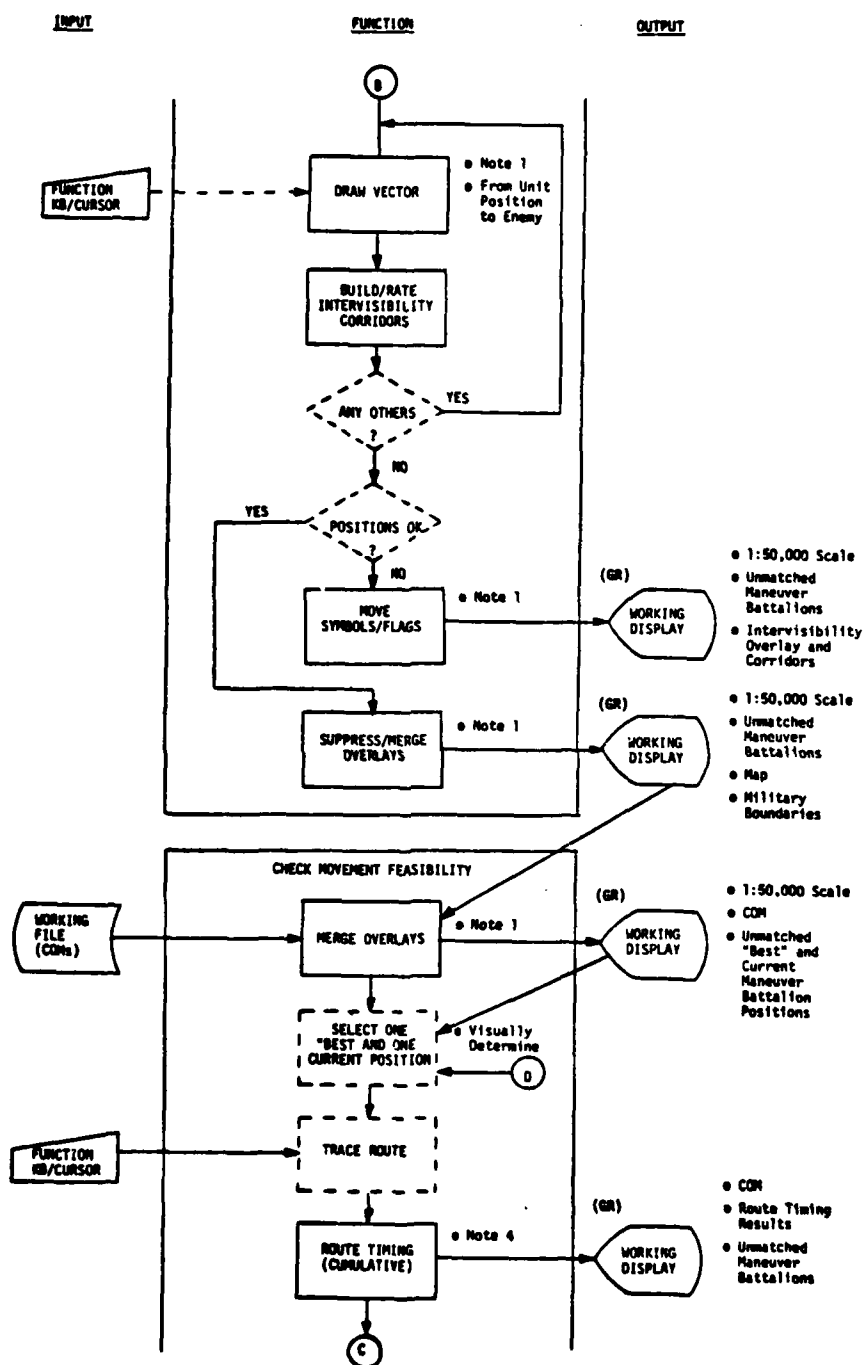 INPUT
FUNCTION
OUTPUT
B
FUNCTION
KB/CURSOR
DRAW VECTOR
• Note 1
• From Unit
Position
to Enemy
BUILD/RATE
INTERVISIBILITY
CORRIDORS
ANY OTHERS
?
YES
NO
POSITIONS OK
?
YES
NO
MOVE
SYMBOLS/FLAGS
• Note 1
(GR)
WORKING
DISPLAY
• 1:50,000 Scale
• Unmatched
Maneuver
Battalions
• Intervisibility
Overlay and
Corridors
SUPPRESS/MERGE
OVERLAYS
• Note 1
(GR)
WORKING
DISPLAY
• 1:50,000 Scale
• Unmatched
Maneuver
Battalions
• Map
• Military
Boundaries
CHECK MOVEMENT FEASIBILITY
WORKING
FILE
(COMs)
MERGE OVERLAYS
• Note 1
(GR)
WORKING
DISPLAY
• 1:50,000 Scale
• COM
• Unmatched
"Best" and
Current
Maneuver
Battalion
Positions
SELECT ONE
"BEST AND ONE
CURRENT POSITION
• Visually
Determine
D
FUNCTION
KB/CURSOR
TRACE ROUTE
ROUTE TIMING
(CUMULATIVE)
• Note 4
(GR)
WORKING
DISPLAY
• COM
• Route Timing
Results
• Unmatched
Maneuver
Battalions
C